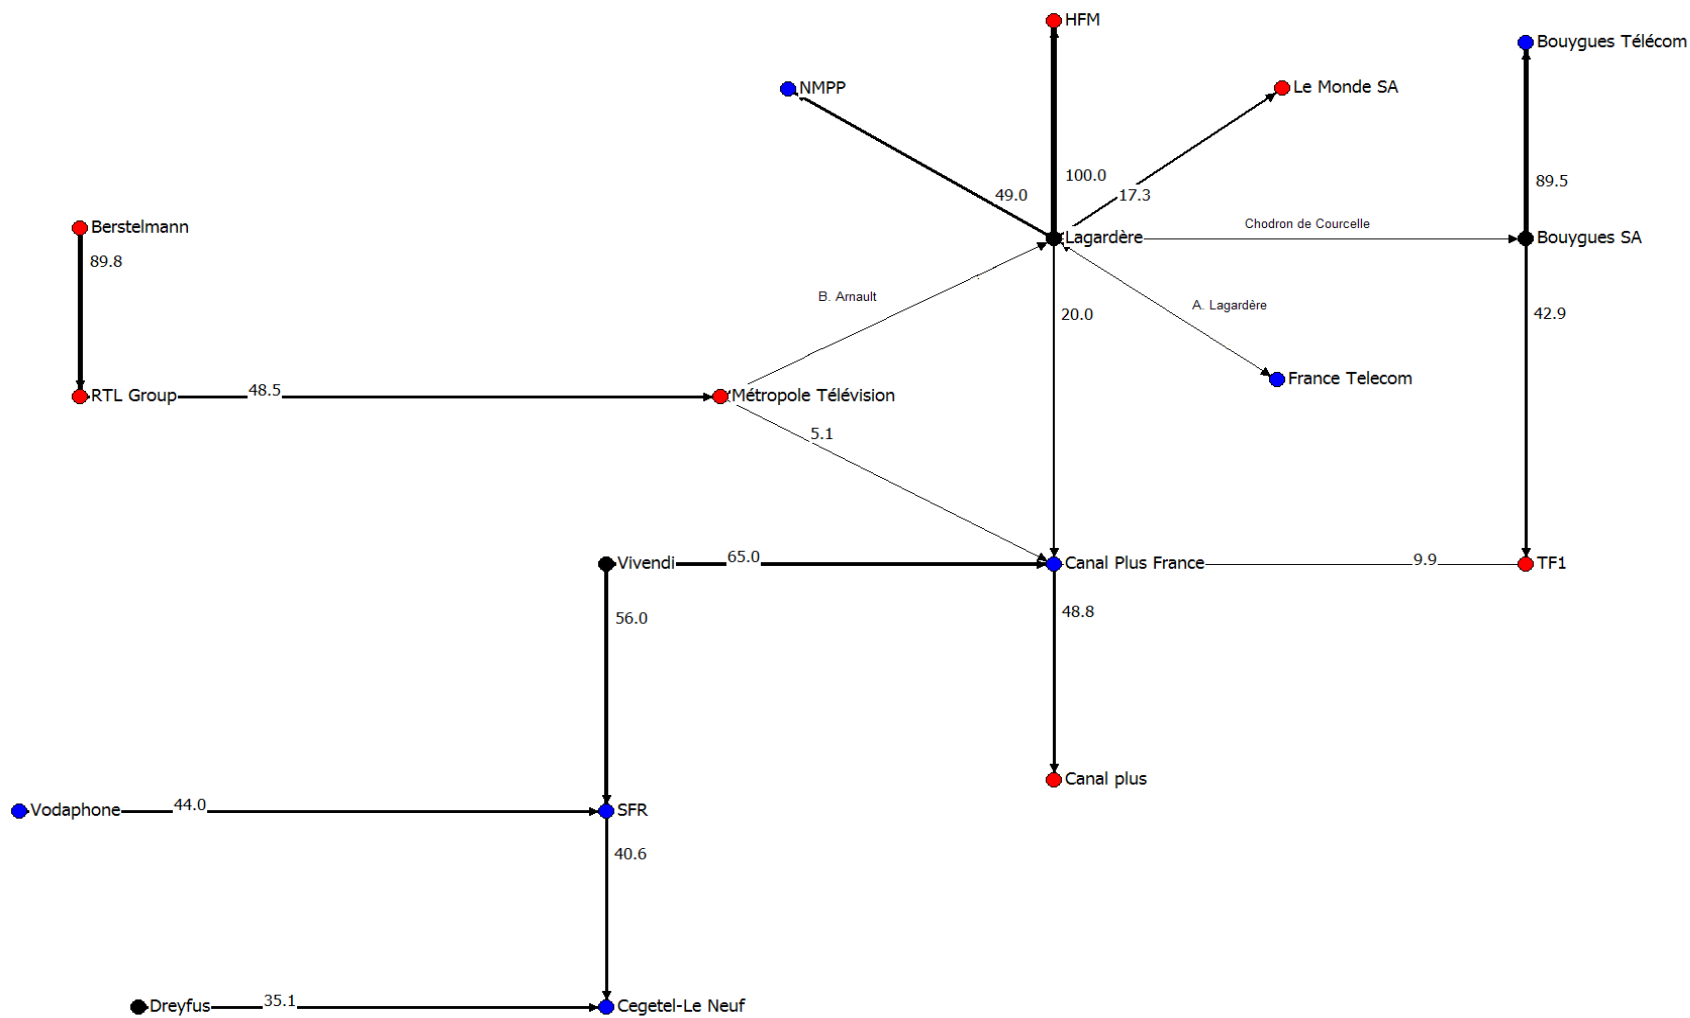 HFM
Bouygues Télécom
NMPP
Le Monde SA
100.0
89.5
49.0
17.3
Berstelmann
Chodron de Courcelle
Lagardère
Bouygues SA
89.8
B. Arnault
A. Lagardère
20.0
42.9
France Telecom
RTL Group
48.5
Métropole Télévision
5.1
Vivendi
65.0
Canal Plus France
9.9
TF1
56.0
48.8
Canal plus
Vodaphone
44.0
SFR
40.6
Dreyfus
35.1
Cegetel-Le Neuf